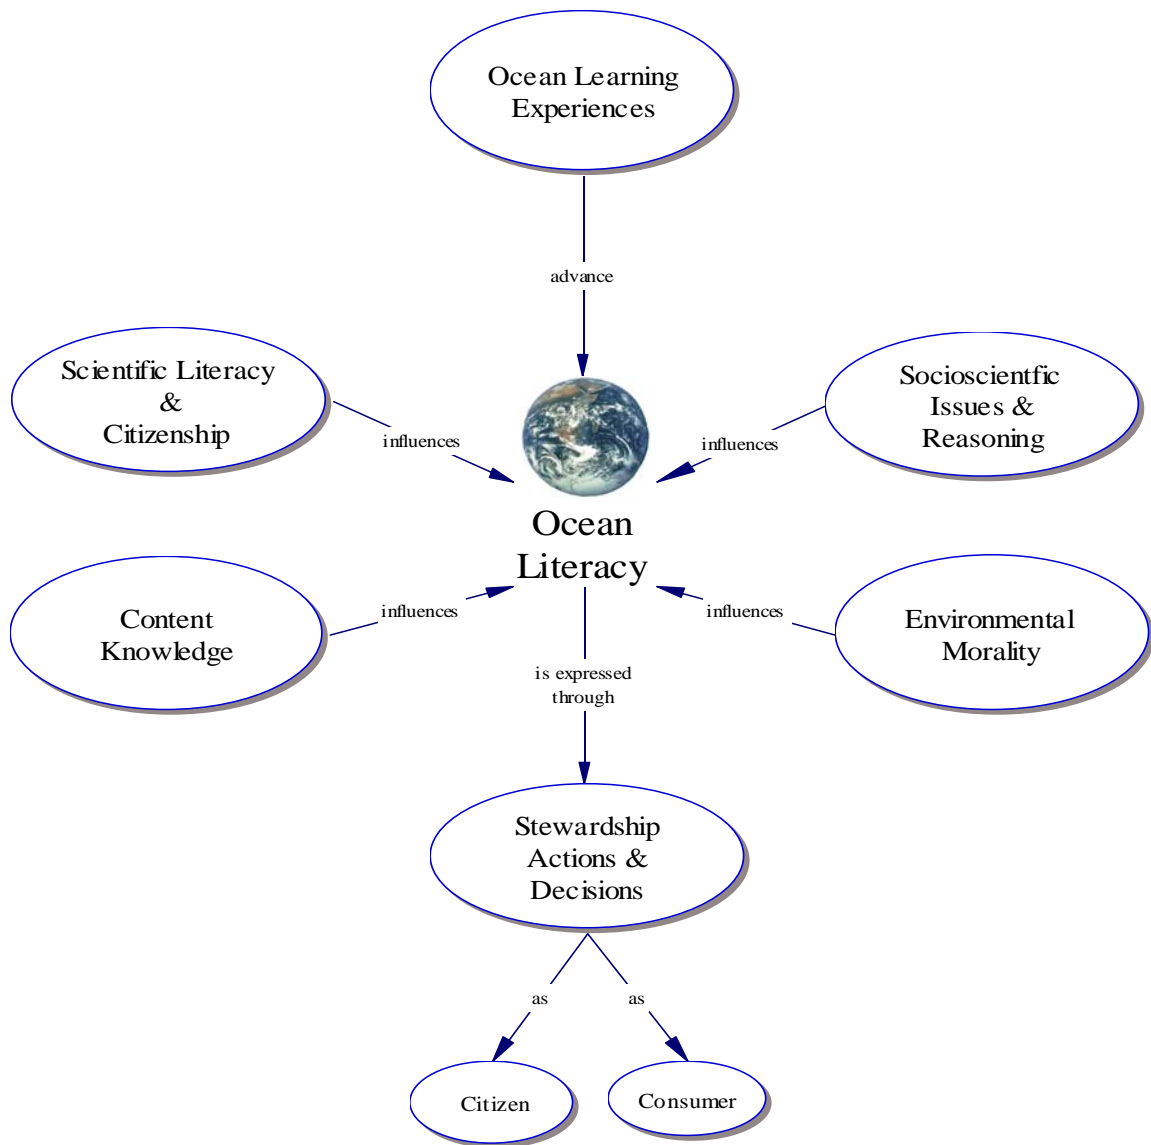 Ocean Learning
Experiences
advance
Scientific Literacy
&
Citizenship
influences
Socioscientfic
Issues &
Reasoning
influences
Ocean
Literacy
Content
Knowledge
influences
Environmental
Morality
influences
is expressed
through
Stewardship
Actions &
Decisions
as
as
Citizen
Consumer